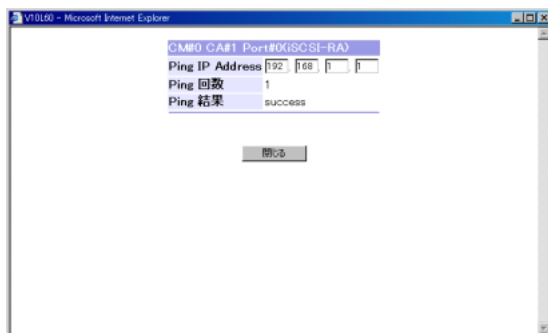 V10L60 - Microsoft Internet Explorer
CM#0 CA#1 Port#0(iSCSI-RA)
Ping IP Address 192. 168. 1. 1
Ping 回数 1
Ping 結果 success
閉じる